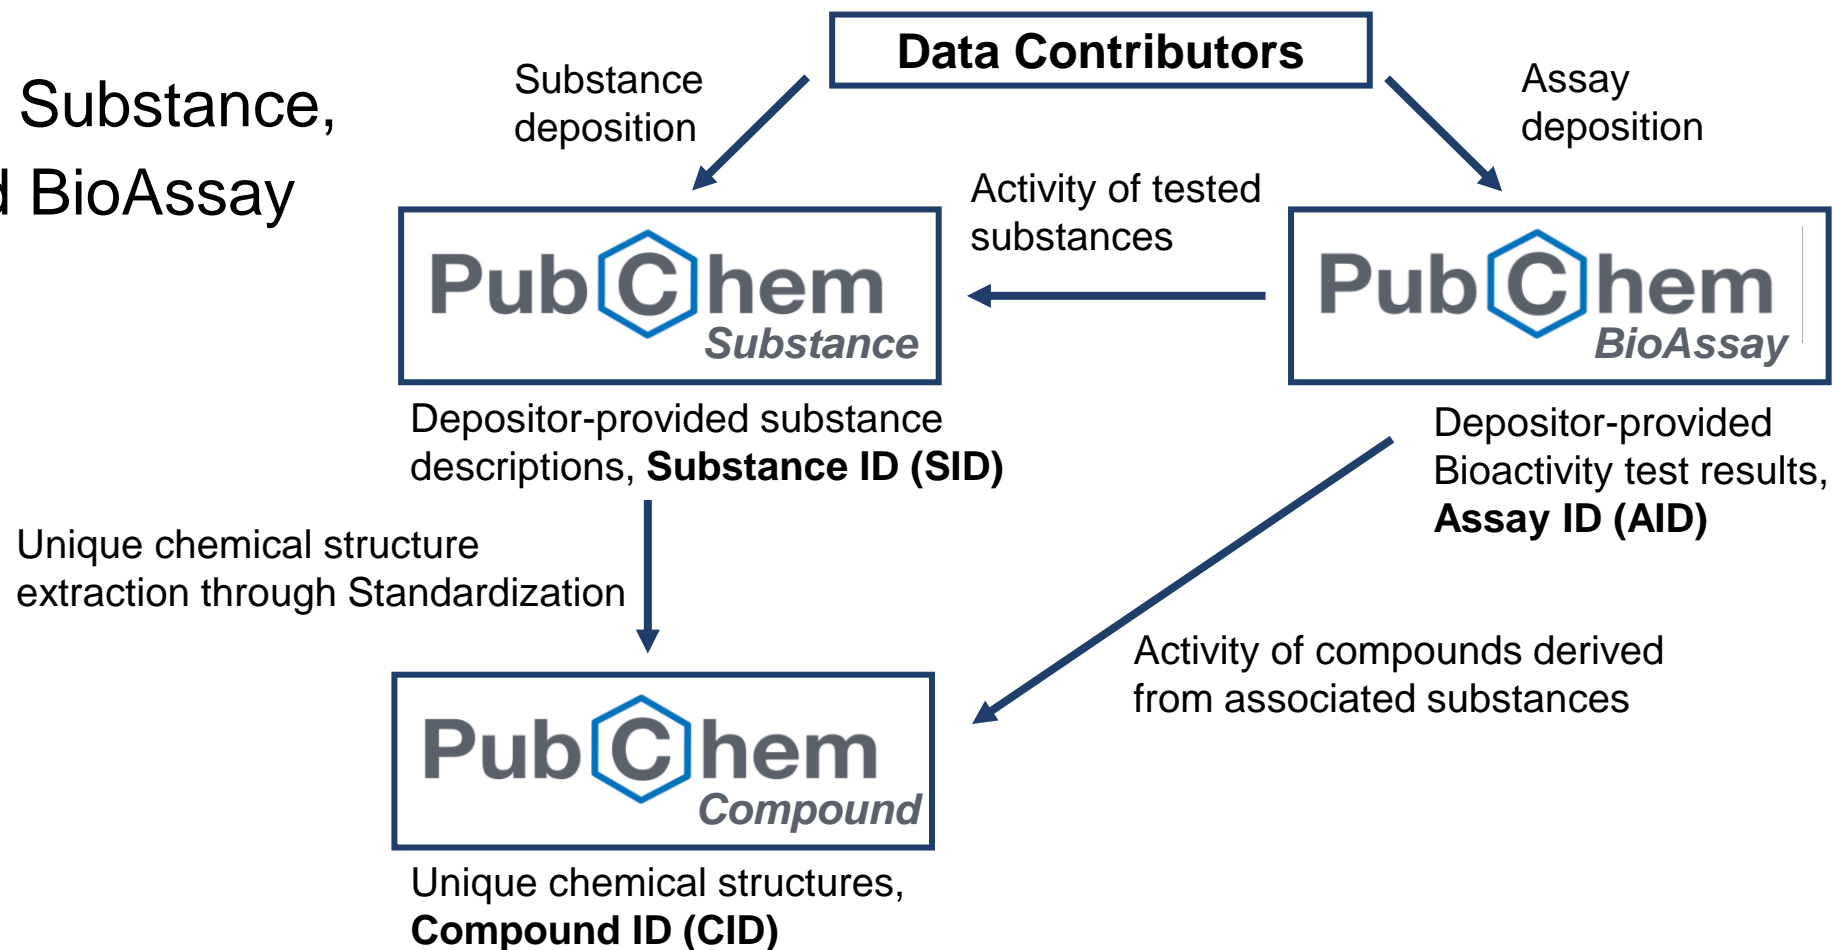 Substance,
d BioAssay
Data Contributors
Substance
deposition
Assay
deposition
Activity of tested
substances
PubChem
Substance
PubChem
BioAssay
Depositor-provided substance
descriptions, Substance ID (SID)
Depositor-provided
Bioactivity test results,
Assay ID (AID)
Unique chemical structure
extraction through Standardization
Activity of compounds derived
from associated substances
PubChem
Compound
Unique chemical structures,
Compound ID (CID)